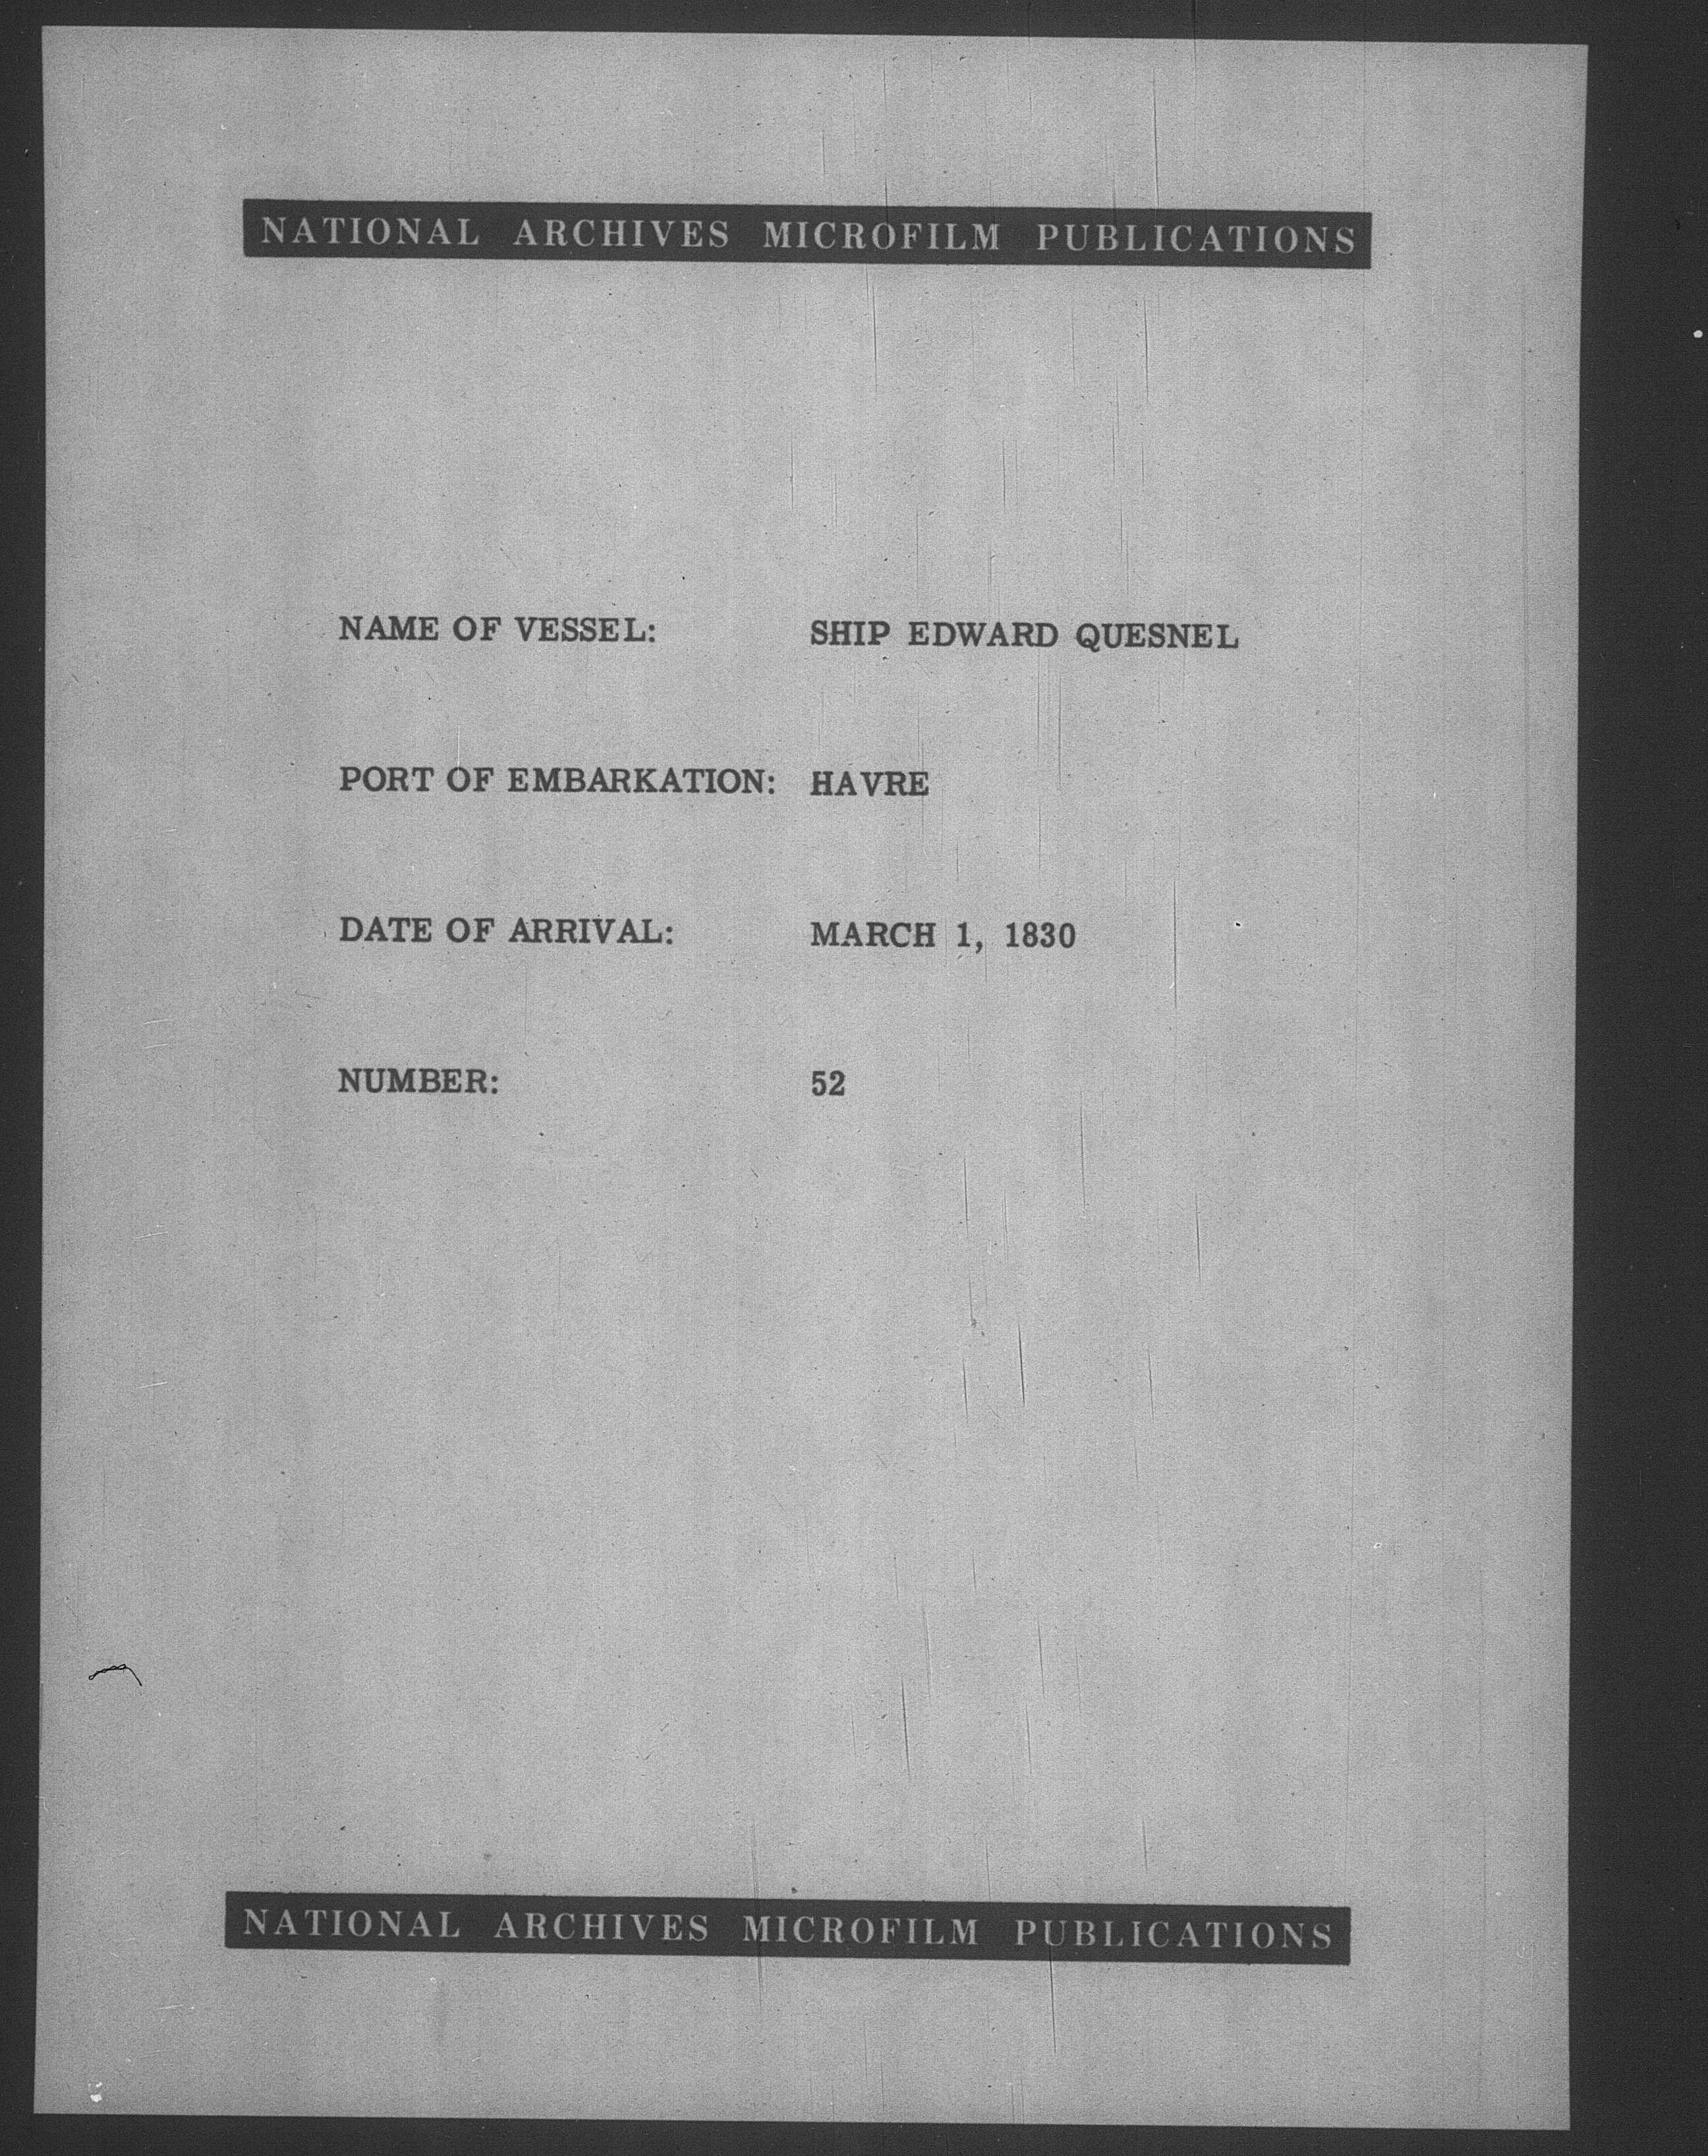 NATIONAL ARCHIVES MICROFILM PUBLICATIONS
NAME OF VESSEL: SHIP EDWARD QUESNEL
PORT OF EMBARKATION: HAVRE
DATE OF ARRIVAL: MARCH 1, 1830
NUMBER: 52
NATIONAL ARCHIVES MICROFILM PUBLICATIONS